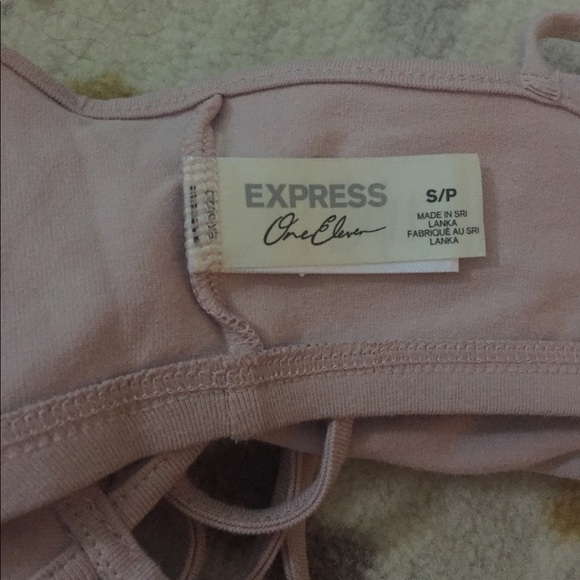 EXPRESS
One Eleven
S/P
MADE IN SRI
LANKA
FABRIQUÉ AU SRI
LANKA